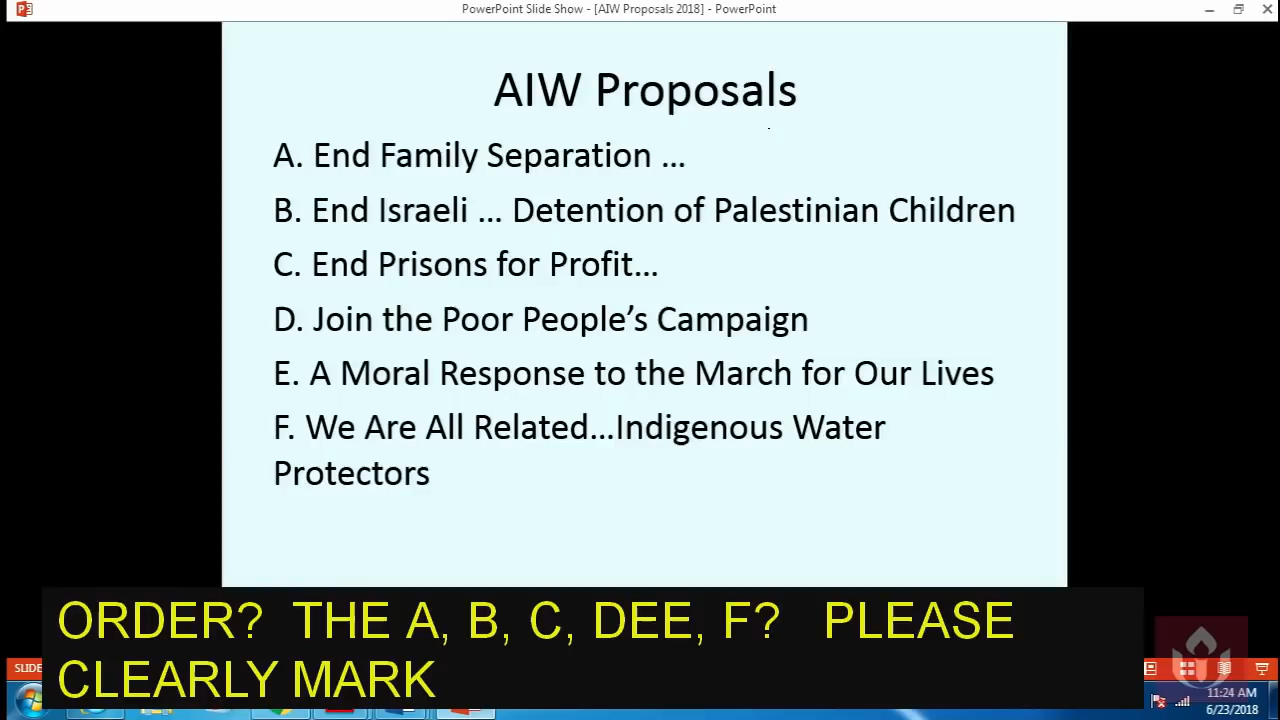 PowerPoint Slide Show - [AIW Proposals 2018] - PowerPoint
AIW Proposals
A. End Family Separation ...
B. End Israeli ... Detention of Palestinian Children
C. End Prisons for Profit...
D. Join the Poor People’s Campaign
E. A Moral Response to the March for Our Lives
F. We Are All Related...Indigenous Water
Protectors
ORDER?  THE A, B, C, DEE, F?   PLEASE
CLEARLY MARK
SLIDE
11:24 AM
6/23/2018